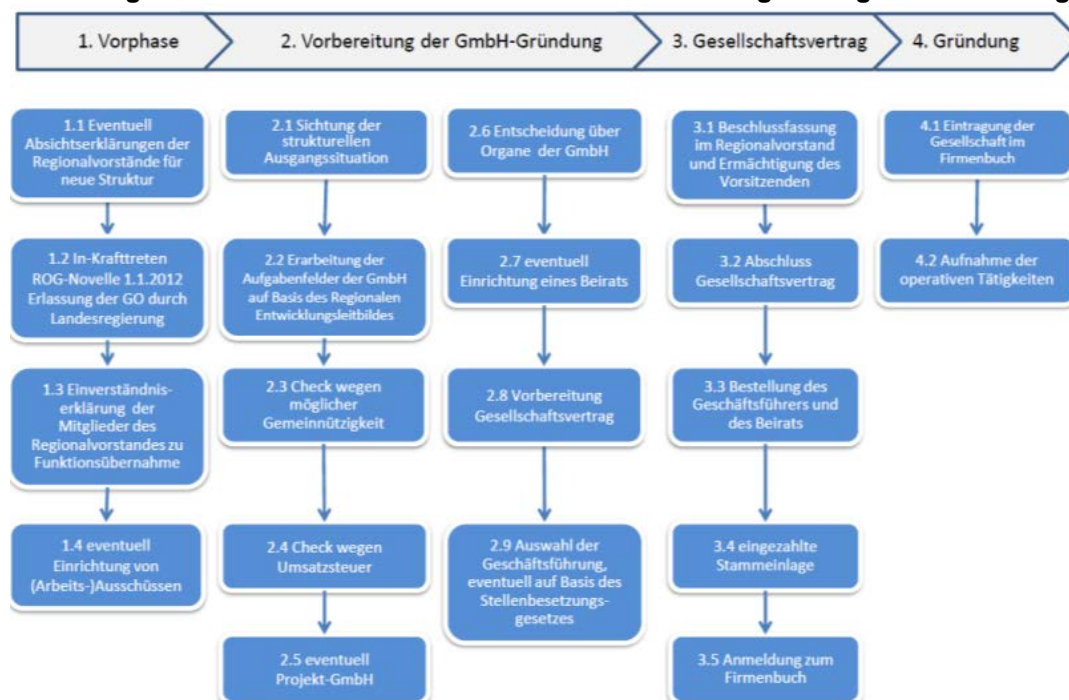 1. Vorphase
2. Vorbereitung der GmbH-Gründung
3. Gesellschaftsvertrag
4. Gründung
1.1 Eventuell
Absichtserklärungen der
Regionalvorstände für
neue Struktur
1.2 In-Krafttreten
ROG-Novelle 1.1.2012
Erlassung der GO durch
Landesregierung
1.3 Einverständnis-
erklärung der
Mitglieder des
Regionalvorstandes zu
Funktionsübernahme
1.4 eventuell
Einrichtung von
(Arbeits-)Ausschüssen
2.1 Sichtung der
strukturellen
Ausgangssituation
2.2 Erarbeitung der
Aufgabenfelder der GmbH
auf Basis des Regionalen
Entwicklungsleitbildes
2.3 Check wegen
möglicher
Gemeinnützigkeit
2.4 Check wegen
Umsatzsteuer
2.5 eventuell
Projekt-GmbH
2.6 Entscheidung über
Organe der GmbH
2.7 eventuell
Einrichtung eines Beirats
2.8 Vorbereitung
Gesellschaftsvertrag
2.9 Auswahl der
Geschäftsführung,
eventuell auf Basis des
Stellenbesetzungs-
gesetzes
3.1 Beschlussfassung
im Regionalvorstand
und Ermächtigung des
Vorsitzenden
3.2 Abschluss
Gesellschaftsvertrag
3.3 Bestellung des
Geschäftsführers und
des Beirats
3.4 eingezahlte
Stammeinlage
3.5 Anmeldung zum
Firmenbuch
4.1 Eintragung der
Gesellschaft im
Firmenbuch
4.2 Aufnahme der
operativen Tätigkeiten